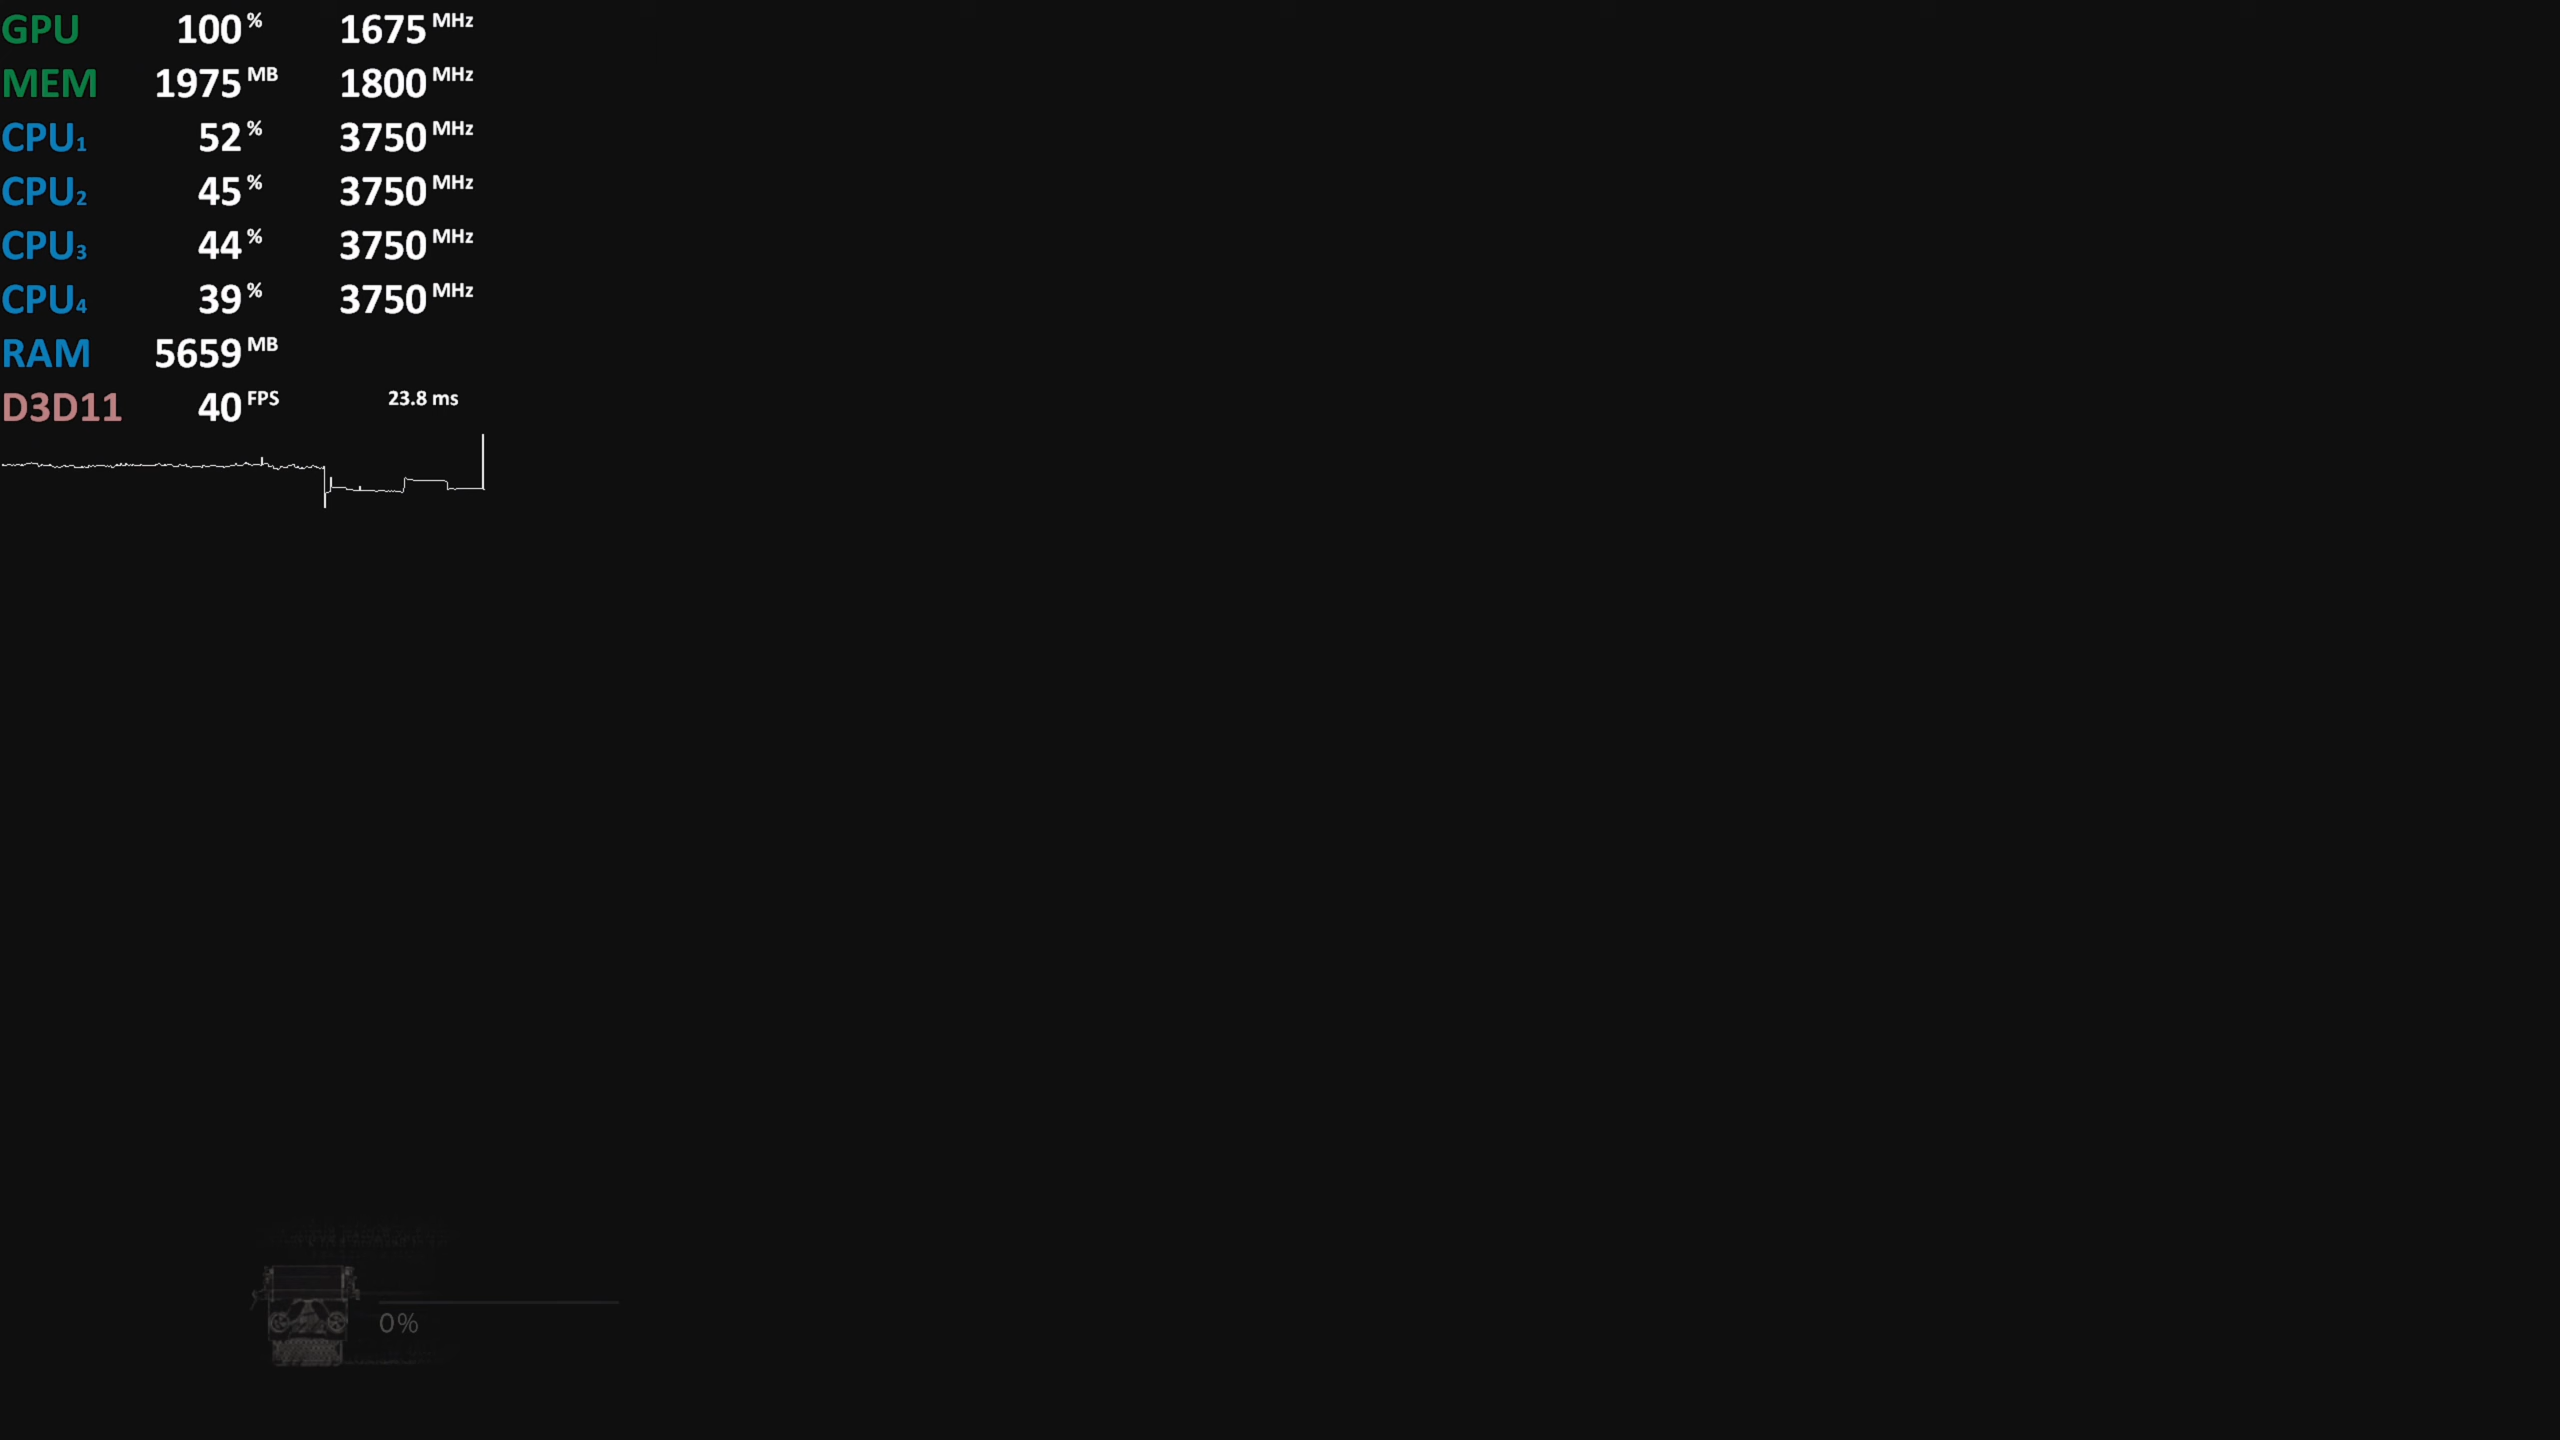 GPU 100 % 1675 MHz
MEM 1975 MB 1800 MHz
CPU1 52 % 3750 MHz
CPU2 45 % 3750 MHz
CPU3 44 % 3750 MHz
CPU4 39 % 3750 MHz
RAM 5659 MB
D3D11 40 FPS 23.8 ms
0%